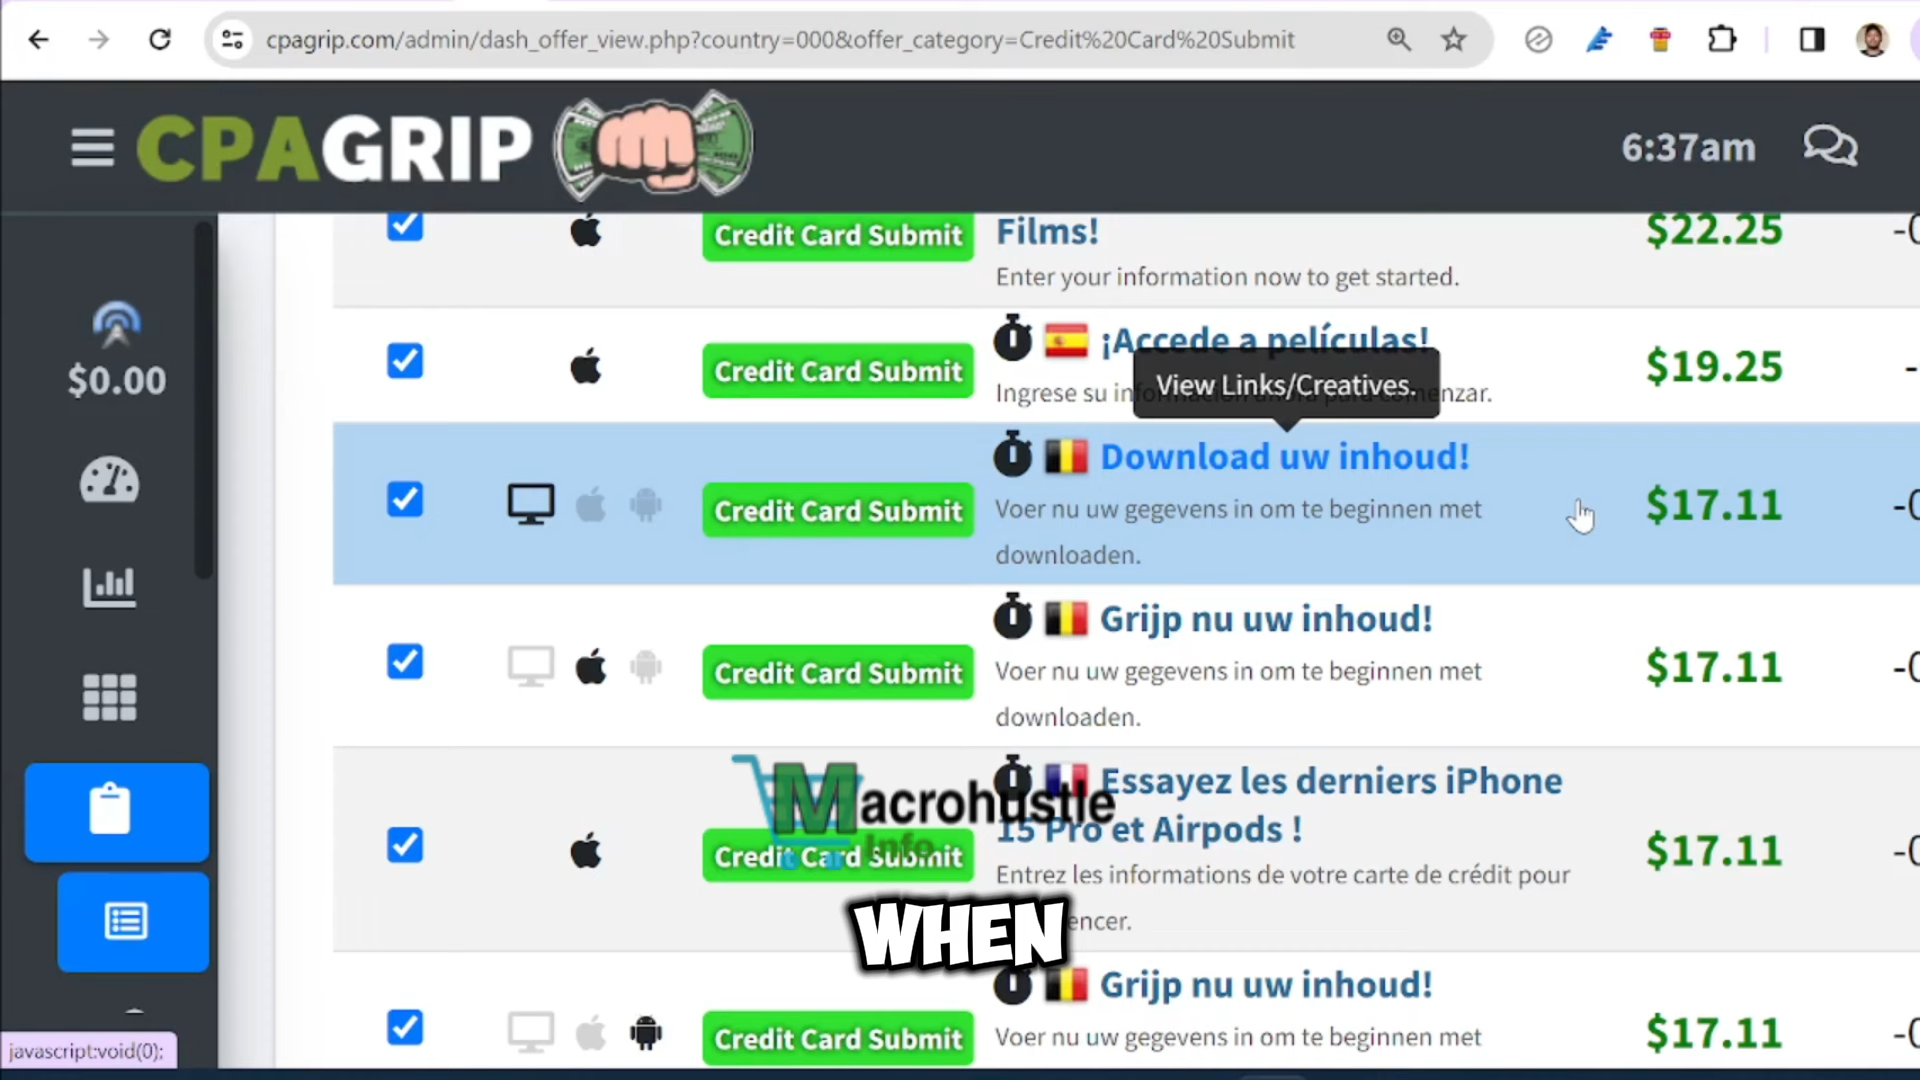 cpagrip.com/admin/dash_offer_view.php?country=000&offer_category=Credit%20Card%20Submit
CPAGRIP
6:37am
$0.00
Credit Card Submit
Films!
Enter your information now to get started.
$22.25
Credit Card Submit
¡Accede a películas!
Ingrese su
$19.25
View Links/Creatives.
Credit Card Submit
Download uw inhoud!
Voer nu uw gegevens in om te beginnen met
downloaden.
$17.11
Credit Card Submit
Grijp nu uw inhoud!
Voer nu uw gegevens in om te beginnen met
downloaden.
$17.11
Macrohustle
Info
Credit Card Submit
Essayez les derniers iPhone
15 Pro et Airpods !
Entrez les informations de votre carte de crédit pour
$17.11
WHEN
Credit Card Submit
Grijp nu uw inhoud!
Voer nu uw gegevens in om te beginnen met
$17.11
javascript:void(0);